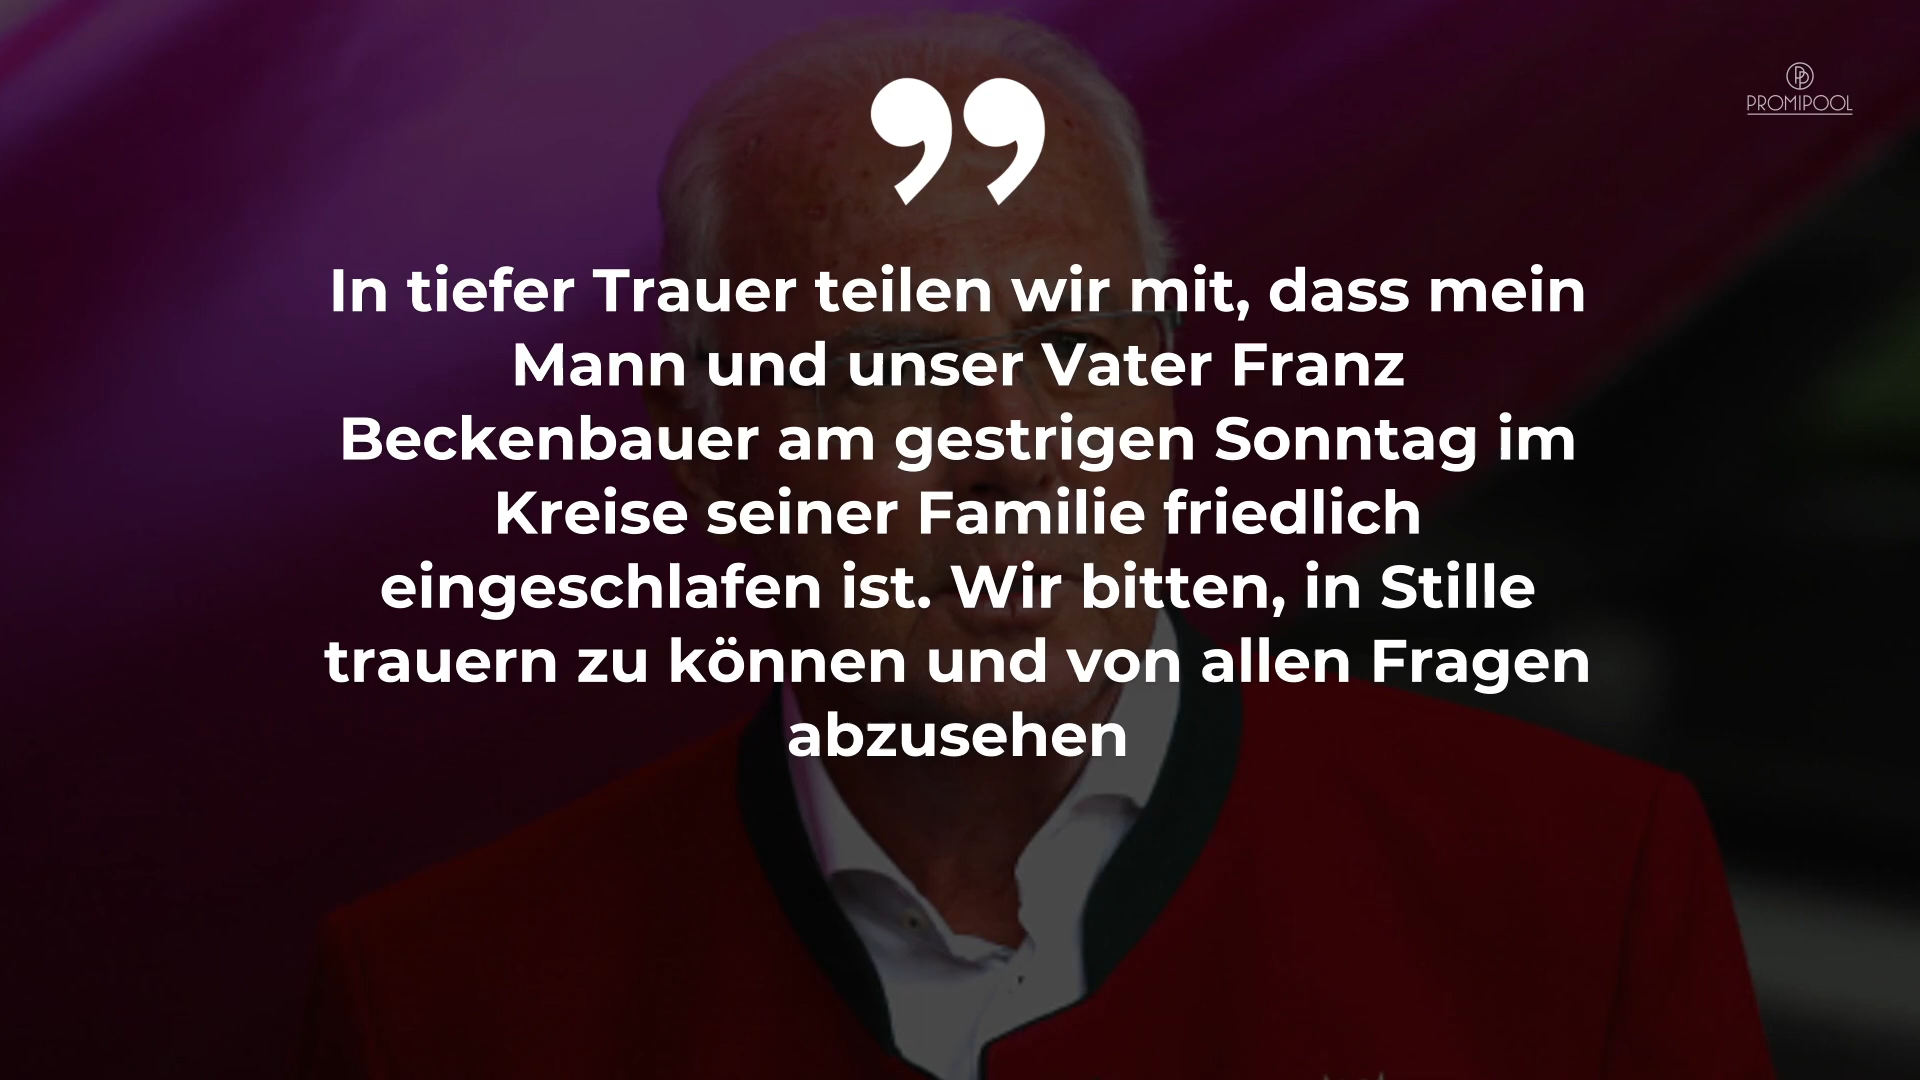 ”
PROMIPOOL
In tiefer Trauer teilen wir mit, dass mein
Mann und unser Vater Franz
Beckenbauer am gestrigen Sonntag im
Kreise seiner Familie friedlich
eingeschlafen ist. Wir bitten, in Stille
trauern zu können und von allen Fragen
abzusehen